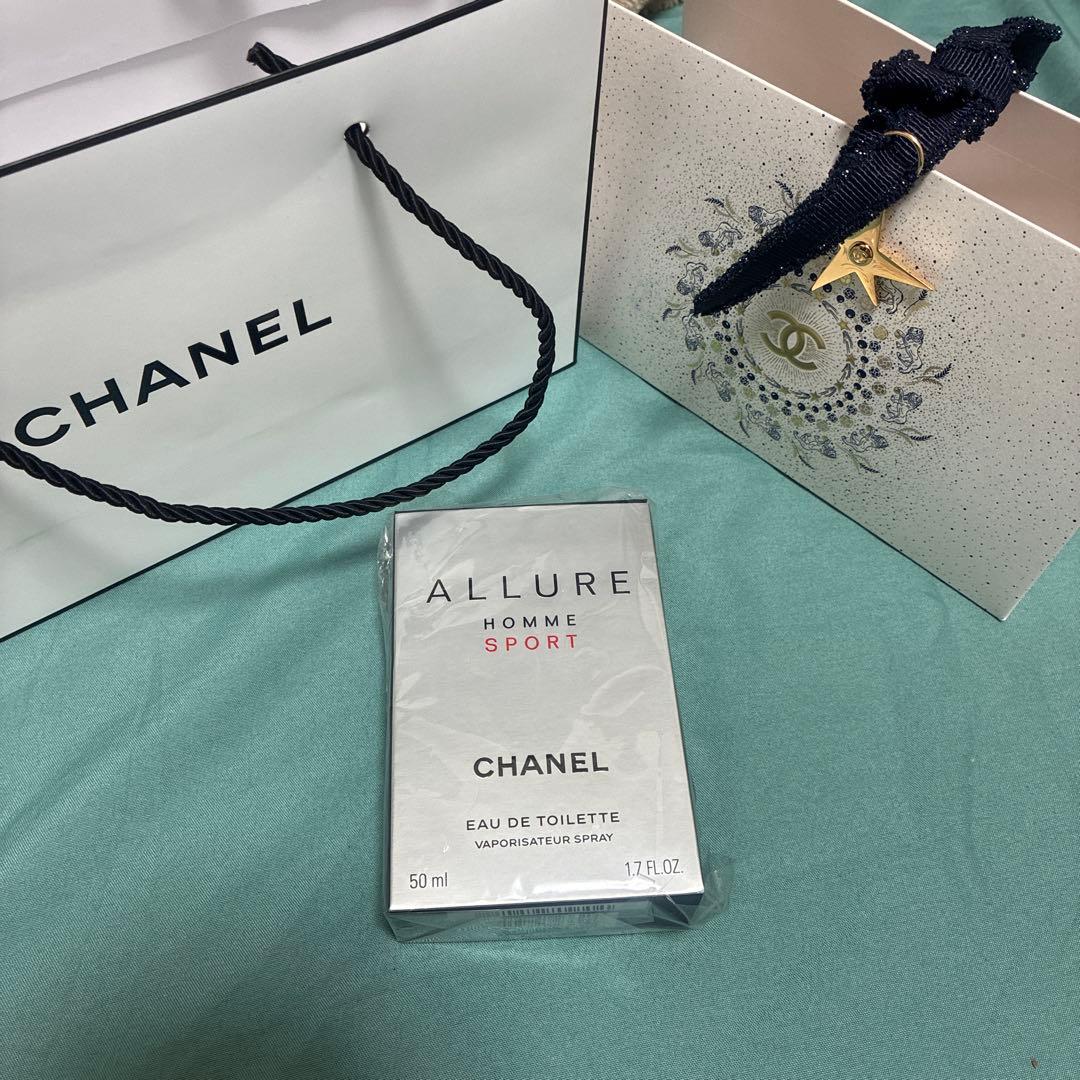 CHANEL
ALLURE
HOMME
SPORT
CHANEL
EAU DE TOILETTE
VAPORISATEUR SPRAY
50 ml
1.7 FL.OZ.